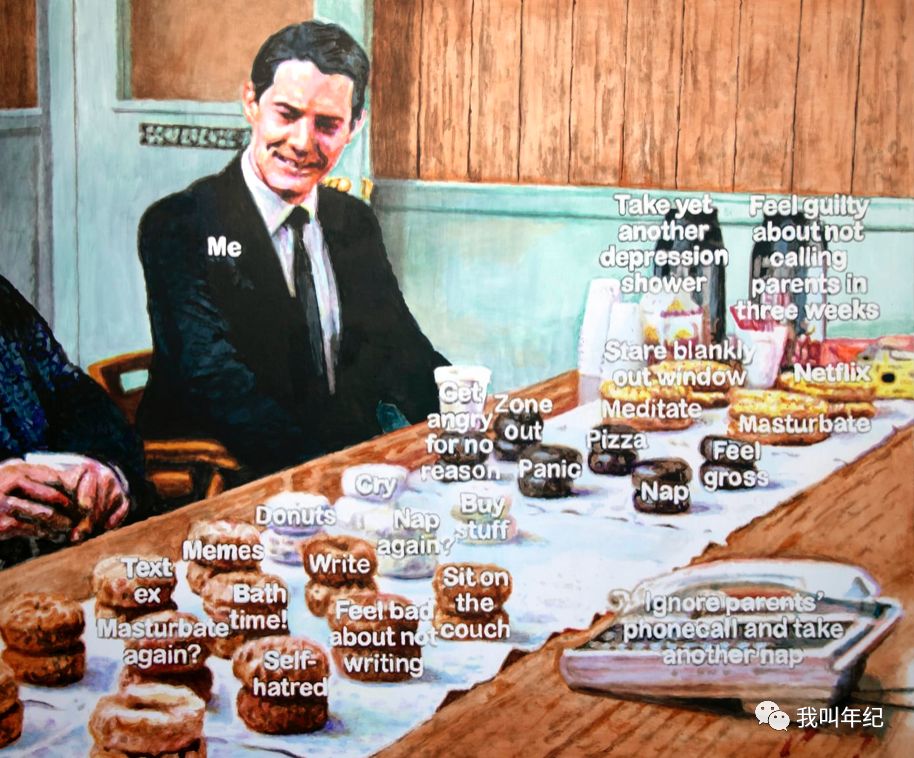 Me
Take yet
another
depression
shower
Feel guilty
about not
calling
parents in
three weeks
Stare blankly
out window
Netflix
Meditate
Masturbate
Get
angry
for no
reason
Zone
out
Pizza
Feel
gross
Panic
Nap
Cry
Buy
stuff
Donuts
Nap
again?
Memes
Write
Text
ex
Bath
time!
Sit on
the
couch
Masturbate
again?
Feel bad
about not
writing
Self-
hatred
Ignore parents'
phonecall and take
another nap
我叫年纪